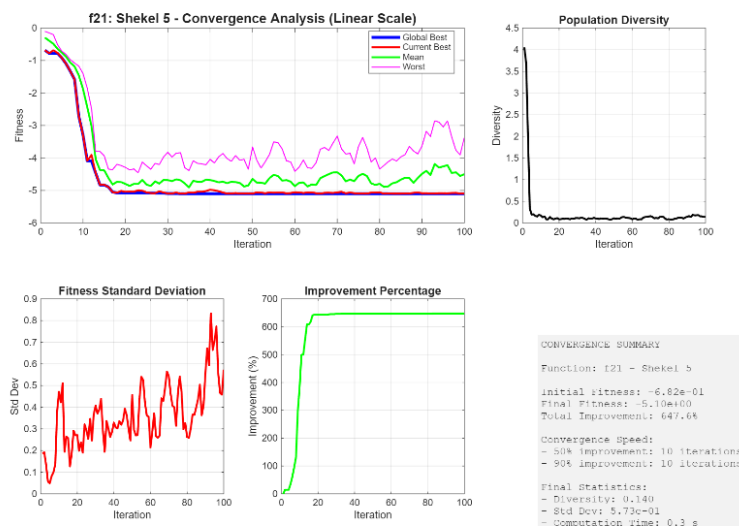 f21: Shekel 5 - Convergence Analysis (Linear Scale)
Global Best
Current Best
Mean
Worst
0
-1
-2
-3
-4
-5
-6
Fitness
0 10 20 30 40 50 60 70 80 90 100
Iteration
Population Diversity
4.5
4
3.5
3
2.5
2
1.5
1
0.5
0
Diversity
0 20 40 60 80 100
Iteration
Fitness Standard Deviation
0.9
0.8
0.7
0.6
0.5
0.4
0.3
0.2
0.1
0
Std Dev
0 20 40 60 80 100
Iteration
Improvement Percentage
700
600
500
400
300
200
100
0
Improvement (%)
0 20 40 60 80 100
Iteration
CONVERGENCE SUMMARY
Function: f21 - Shekel 5
Initial Fitness: -6.82e-01
Final Fitness: -5.10e+00
Total Improvement: 647.6%
Convergence Speed:
- 50% improvement: 10 iterations
- 90% improvement: 10 iterations
Final Statistics:
- Diversity: 0.140
- Std Dev: 5.73e-01
- Computation Time: 0.3 s